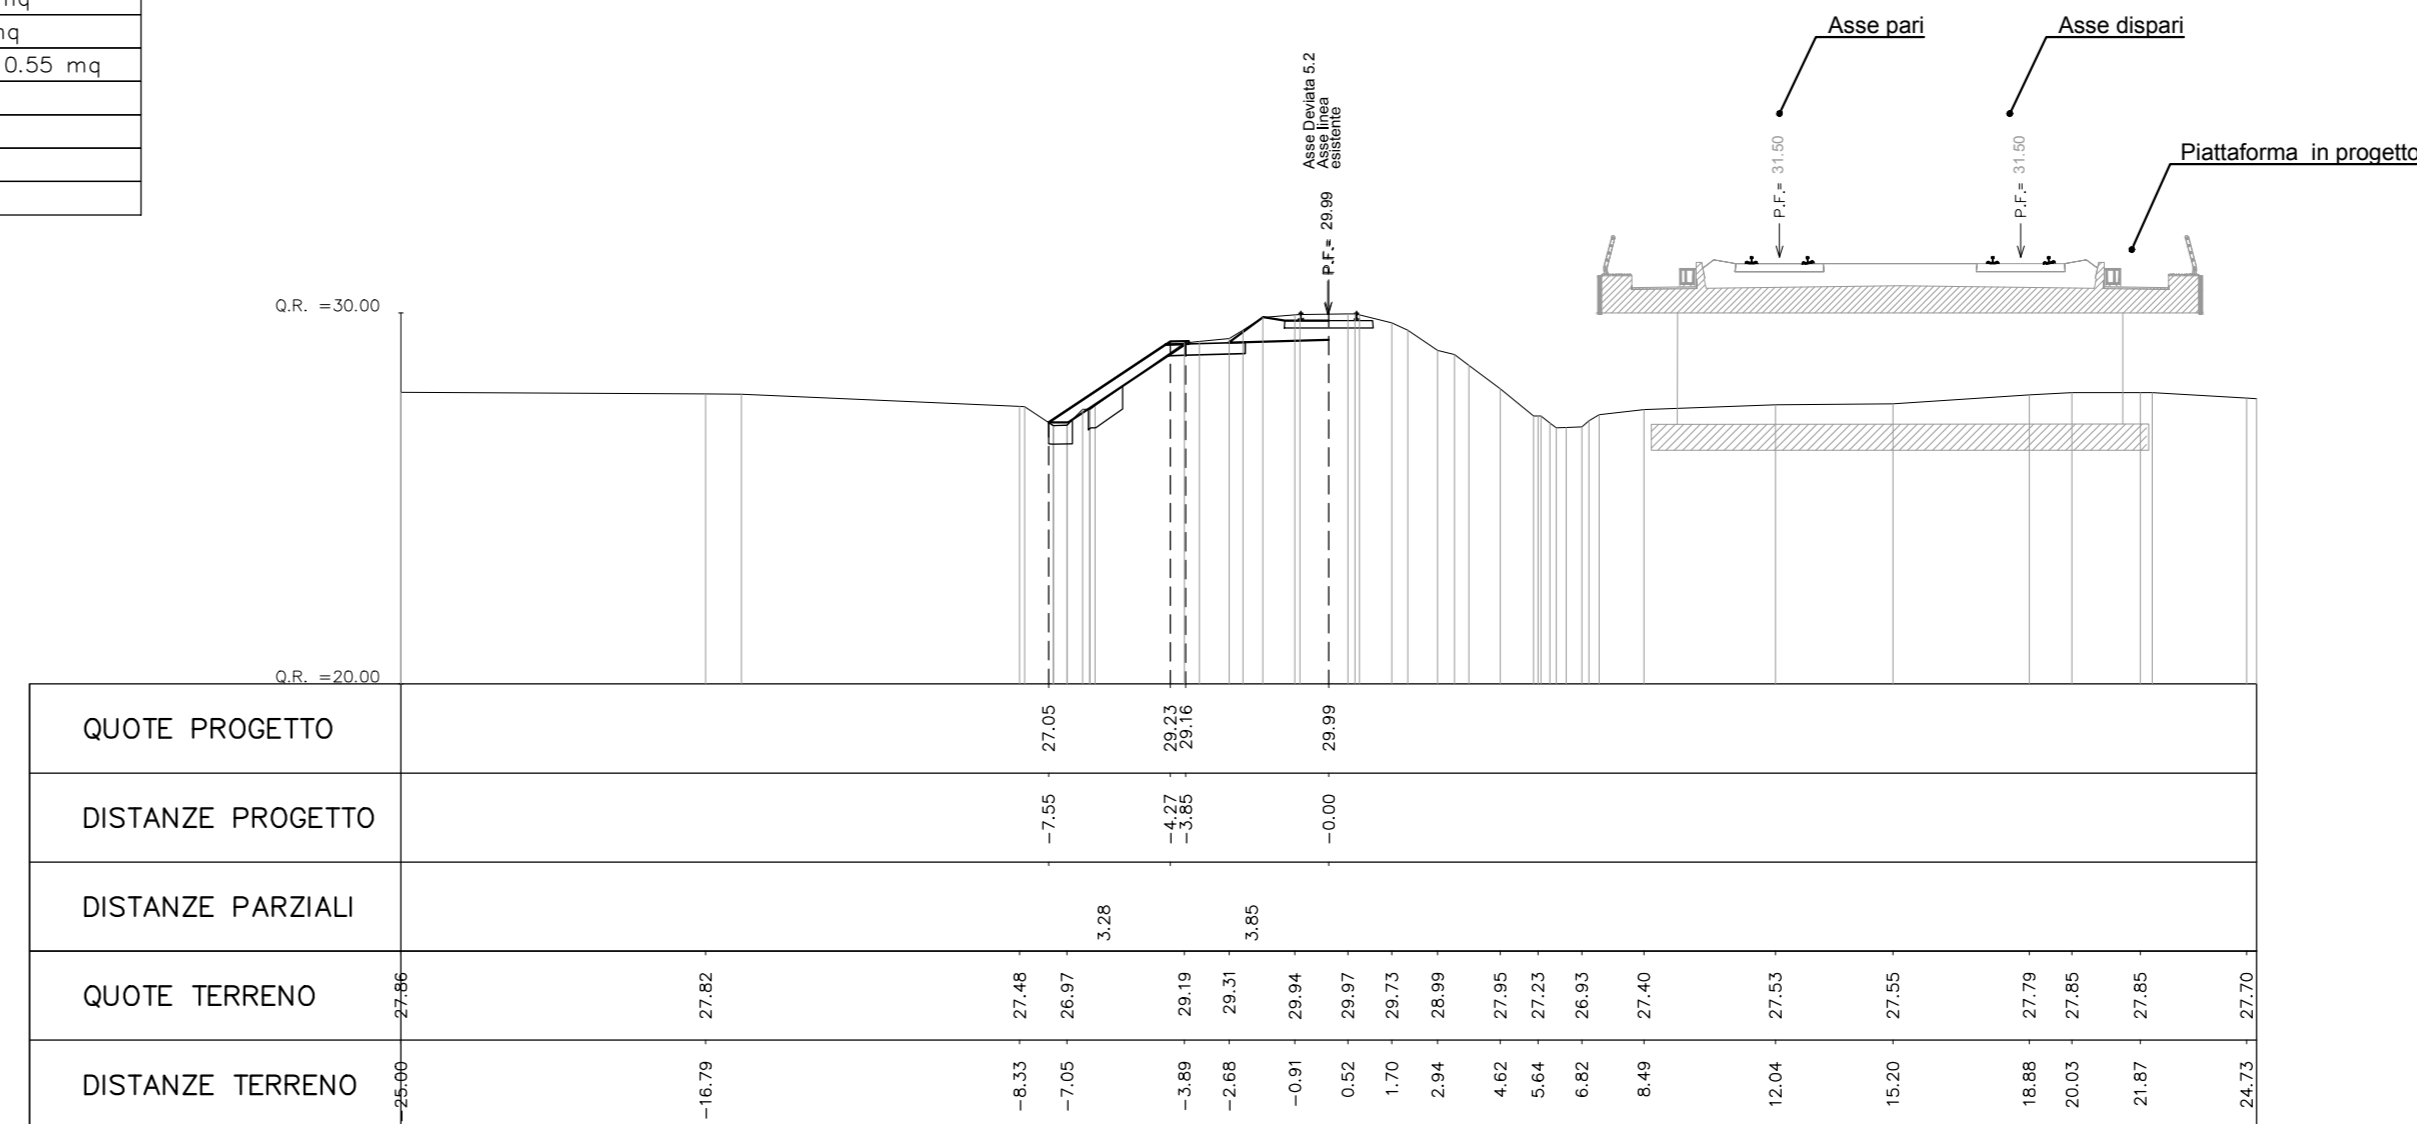 mq
mq
0.55 mq
Asse pari
Asse dispari
Piattaforma in progetto
Asse Deviata 5.2
Asse linea
esistente
P.F.= 29.99
P.F.= 31.50
P.F.= 31.50
Q.R. =30.00
Q.R. =20.00
QUOTE PROGETTO 27.05 29.23 29.16 29.99
DISTANZE PROGETTO -7.55 -4.27 -3.85 -0.00
DISTANZE PARZIALI 3.28 3.85
QUOTE TERRENO 27.86 27.82 27.48 26.97 29.19 29.31 29.94 29.97 29.73 28.99 27.95 27.23 26.93 27.40 27.53 27.55 27.79 27.85 27.85 27.70
DISTANZE TERRENO -25.00 -16.79 -8.33 -7.05 -3.89 -2.68 -0.91 0.52 1.70 2.94 4.62 5.64 6.82 8.49 12.04 15.20 18.88 20.03 21.87 24.73